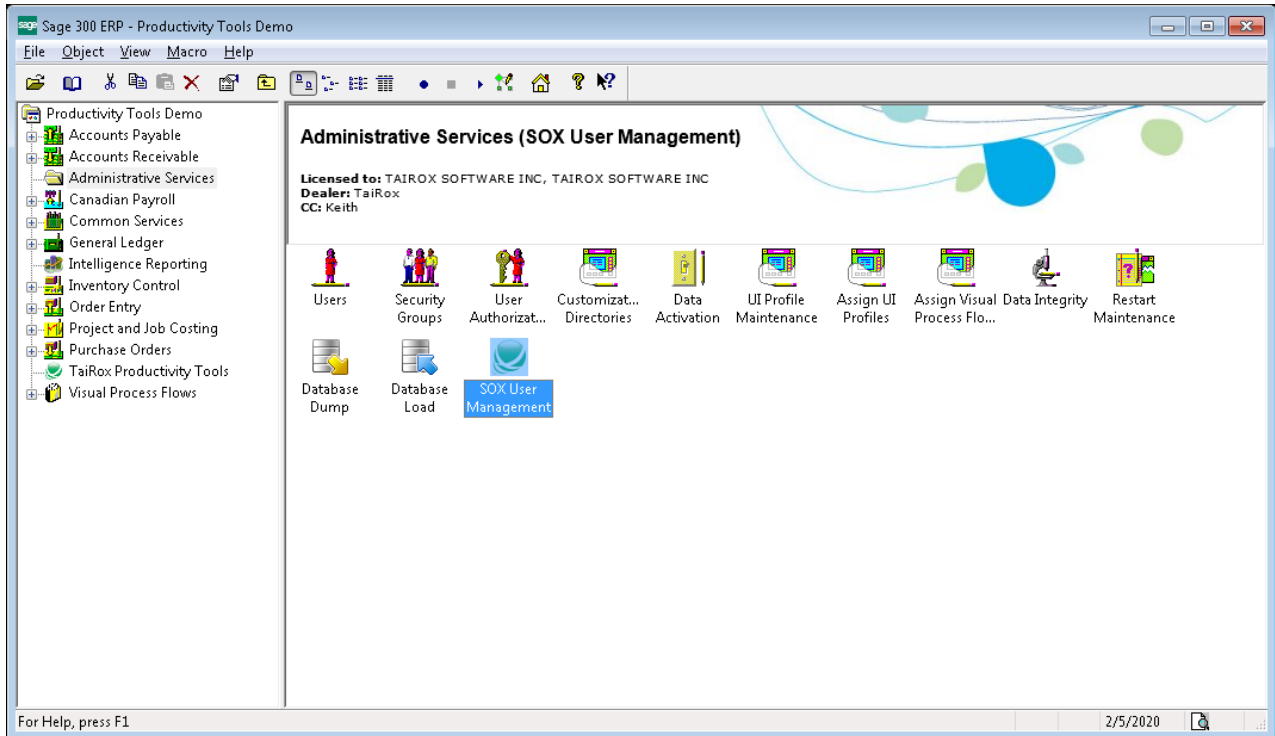 sage Sage 300 ERP - Productivity Tools Demo
File Object View Macro Help
Productivity Tools Demo
Accounts Payable
Accounts Receivable
Administrative Services
Canadian Payroll
Common Services
General Ledger
Intelligence Reporting
Inventory Control
Order Entry
Project and Job Costing
Purchase Orders
TaiRox Productivity Tools
Visual Process Flows
Administrative Services (SOX User Management)
Licensed to: TAIROX SOFTWARE INC, TAIROX SOFTWARE INC
Dealer: TaiRox
CC: Keith
Users
Security
Groups
User
Authorizat...
Customizat...
Directories
Data
Activation
UI Profile
Maintenance
Assign UI
Profiles
Assign Visual
Process Flo...
Data Integrity
Restart
Maintenance
Database
Dump
Database
Load
SOX User
Management
For Help, press F1
2/5/2020